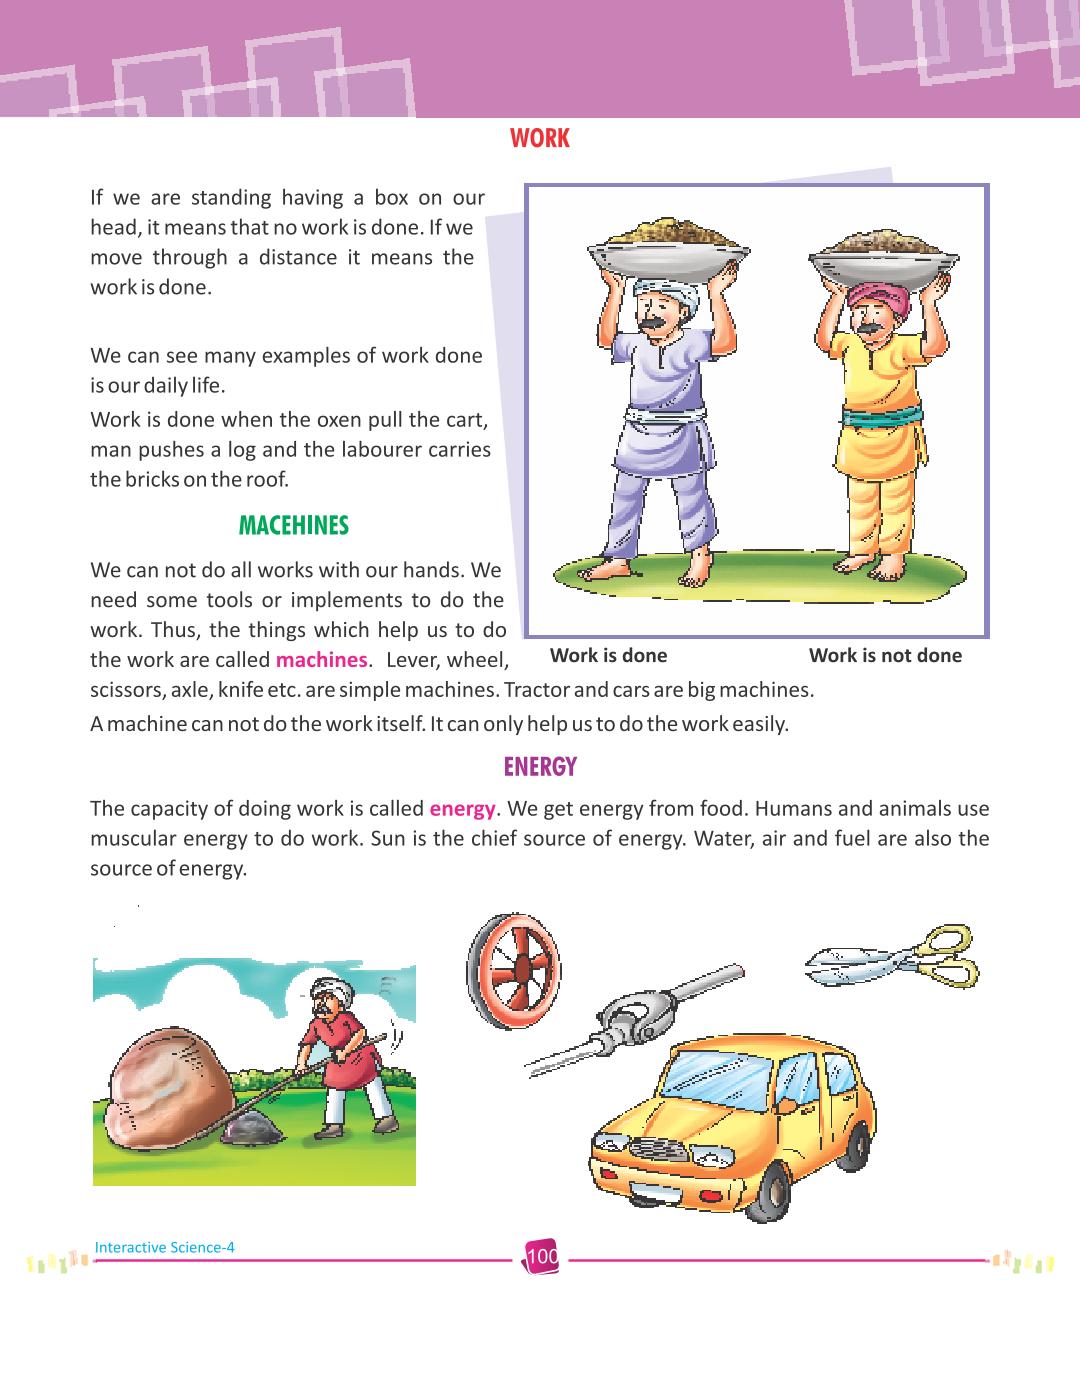 WORK
If we are standing having a box on our
head, it means that no work is done. If we
move through a distance it means the
work is done.
We can see many examples of work done
is our daily life.
Work is done when the oxen pull the cart,
man pushes a log and the labourer carries
the bricks on the roof.
MACEHINES
We can not do all works with our hands. We
need some tools or implements to do the
work. Thus, the things which help us to do
the work are called machines. Lever, wheel,
scissors, axle, knife etc. are simple machines. Tractor and cars are big machines.
A machine can not do the work itself. It can only help us to do the work easily.
Work is done
Work is not done
ENERGY
The capacity of doing work is called energy. We get energy from food. Humans and animals use
muscular energy to do work. Sun is the chief source of energy. Water, air and fuel are also the
source of energy.
Interactive Science-4
100